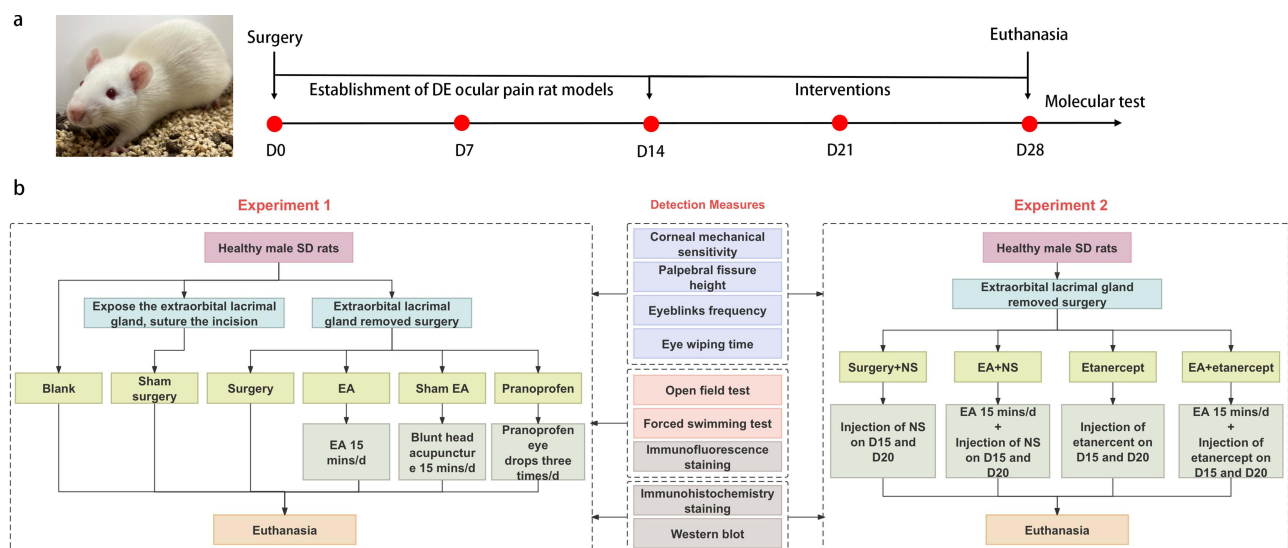 a
Surgery
Euthanasia
Establishment of DE ocular pain rat models
Interventions
Molecular test
D0
D7
D14
D21
D28
b
Experiment 1
Healthy male SD rats
Expose the extraorbital lacrimal
gland, suture the incision
Extraorbital lacrimal
gland removed surgery
Blank
Sham
surgery
Surgery
EA
Sham EA
Pranoprofen
EA 15
mins/d
Blunt head
acupunctur
e 15 mins/d
Pranoprofen
eye
drops three
times/d
Euthanasia
Detection Measures
Corneal mechanical
sensitivity
Palpebral fissure
height
Eyeblinks frequency
Eye wiping time
Open field test
Forced swimming test
Immunofluorescence
staining
Immunohistochemistry
staining
Western blot
Experiment 2
Healthy male SD rats
Extraorbital lacrimal gland
removed surgery
Surgery+NS
EA+NS
Etanercept
EA+etanercept
Injection of NS
on D15 and
D20
EA 15 mins/d
+
Injection of NS
on D15 and
D20
Injection of
etanercent on
D15 and D20
EA 15 mins/d
+
Injection of
etanercept on
D15 and D20
Euthanasia